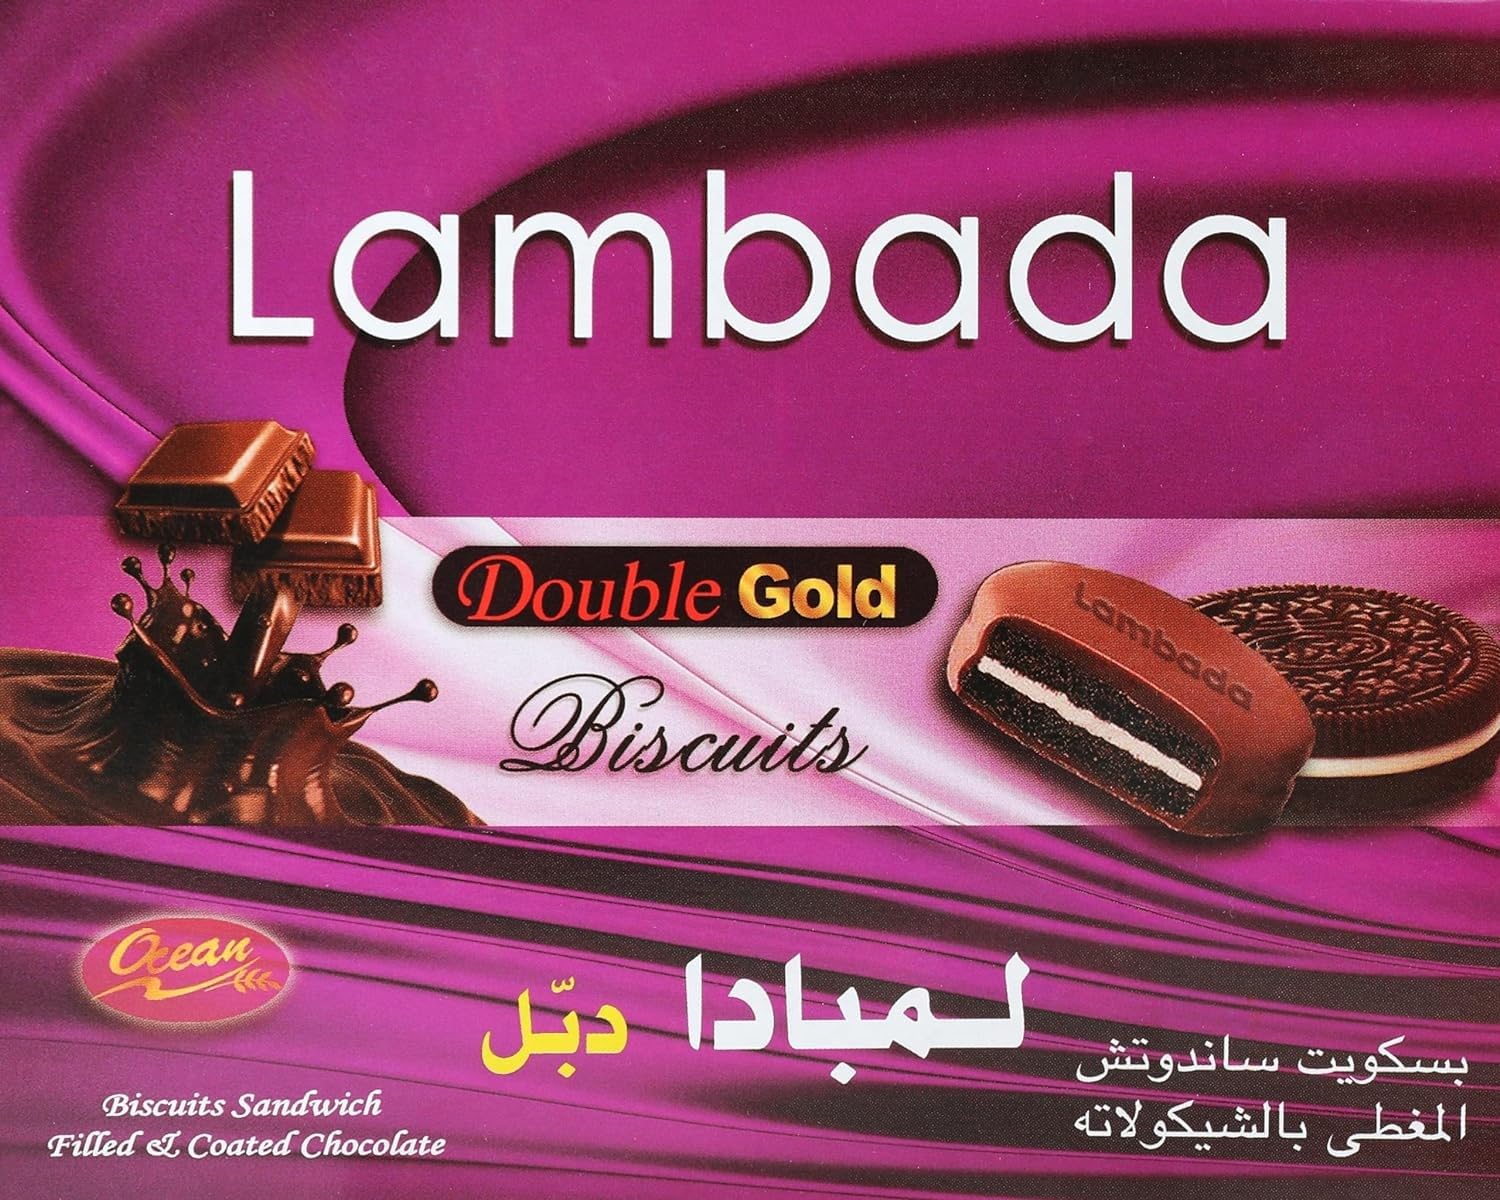 Lambada
Double Gold
Biscuits
Lambada
Ocean
لمبادا دبّل
بسكويت ساندوتش
المغطى بالشيكولاته
Biscuits Sandwich
Filled & Coated Chocolate